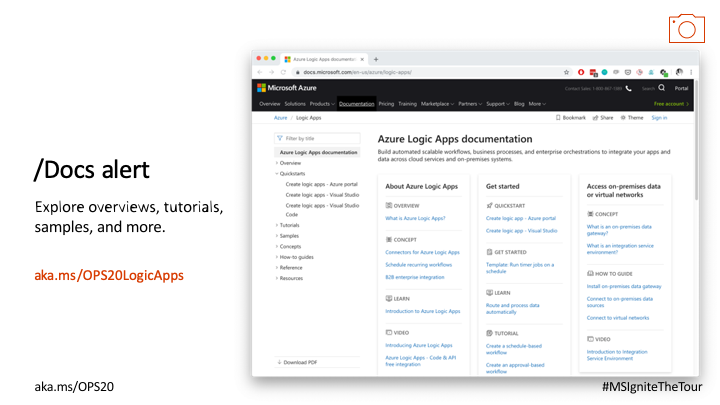 /Docs alert
Explore overviews, tutorials,
samples, and more.
aka.ms/OPS20LogicApps
aka.ms/OPS20
#MSIgniteTheTour
Azure Logic Apps documentation
docs.microsoft.com/en-us/azure/logic-apps/
Microsoft Azure
Contact Sales: 1-800-867-1389
Search
Portal
Overview Solutions Products Documentation Pricing Training Marketplace Partners Support Blog More
Free account
Azure / Logic Apps
Bookmark Share Theme Sign in
Filter by title
Azure Logic Apps documentation
Overview
Quickstarts
Create logic apps - Azure portal
Create logic apps - Visual Studio
Create logic apps - Visual Studio
Code
Tutorials
Samples
Concepts
How-to guides
Reference
Resources
Download PDF
Azure Logic Apps documentation
Build automated scalable workflows, business processes, and enterprise orchestrations to integrate your apps and
data across cloud services and on-premises systems.
About Azure Logic Apps
OVERVIEW
What is Azure Logic Apps?
CONCEPT
Connectors for Azure Logic Apps
Schedule recurring workflows
B2B enterprise integration
LEARN
Introduction to Azure Logic Apps
VIDEO
Introducing Azure Logic Apps
Azure Logic Apps - Code & API
free integration
Get started
QUICKSTART
Create logic app - Azure portal
Create logic app - Visual Studio
GET STARTED
Template: Run timer jobs on a
schedule
LEARN
Route and process data
automatically
TUTORIAL
Create a schedule-based
workflow
Create an approval-based
workflow
Access on-premises data
or virtual networks
CONCEPT
What is an on-premises data
gateway?
What is an integration service
environment?
HOW TO GUIDE
Install on-premises data gateway
Connect to on-premises data
sources
Connect to virtual networks
VIDEO
Introduction to Integration
Service Environment